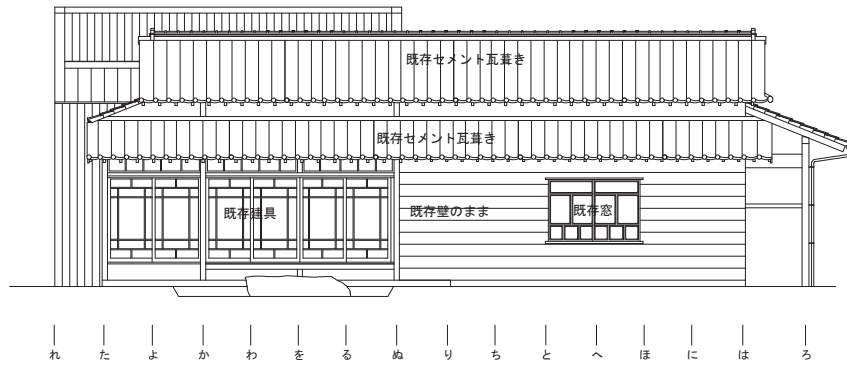 既存セメント瓦葺き
既存セメント瓦葺き
既存建具
既存壁のまま
既存窓
れ た よ か わ を る ぬ り ち と へ ほ に は ろ